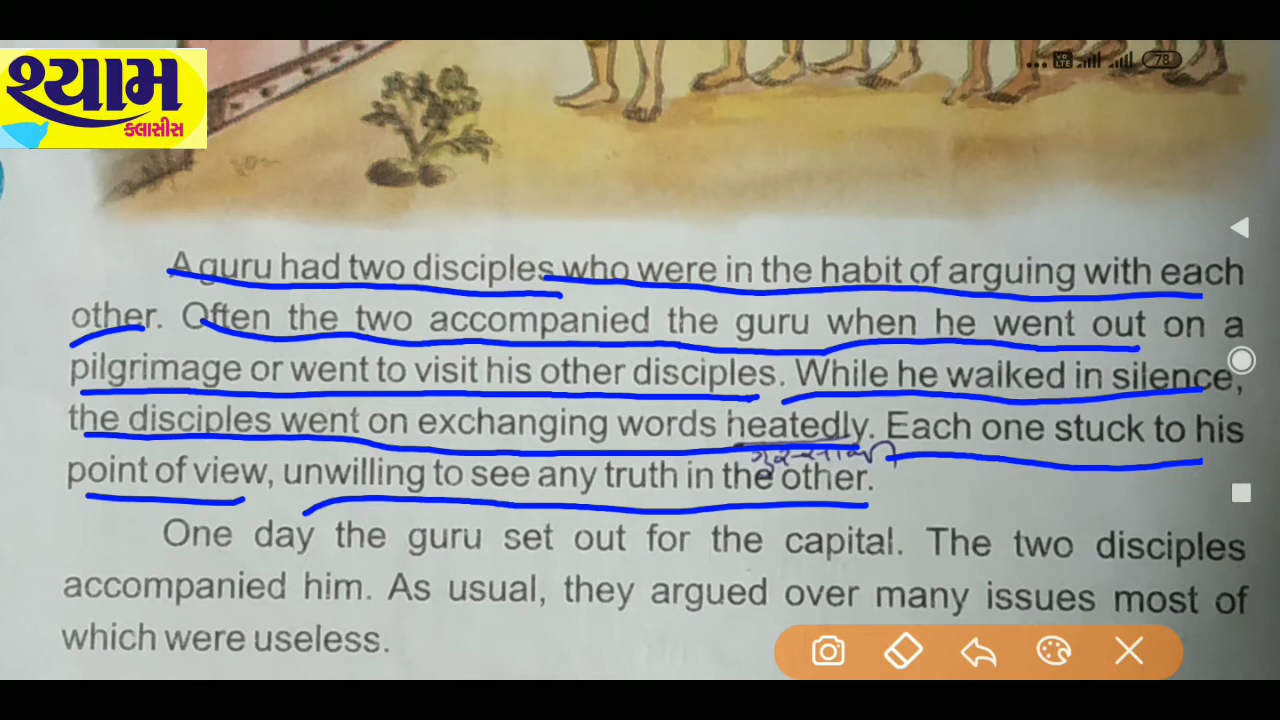 શ્યામ
કલાસીસ
VO
LTE
78
A guru had two disciples who were in the habit of arguing with each
other. Often the two accompanied the guru when he went out on a
pilgrimage or went to visit his other disciples. While he walked in silence,
the disciples went on exchanging words heatedly. Each one stuck to his
point of view, unwilling to see any truth in the other.
One day the guru set out for the capital. The two disciples
accompanied him. As usual, they argued over many issues most of
which were useless.